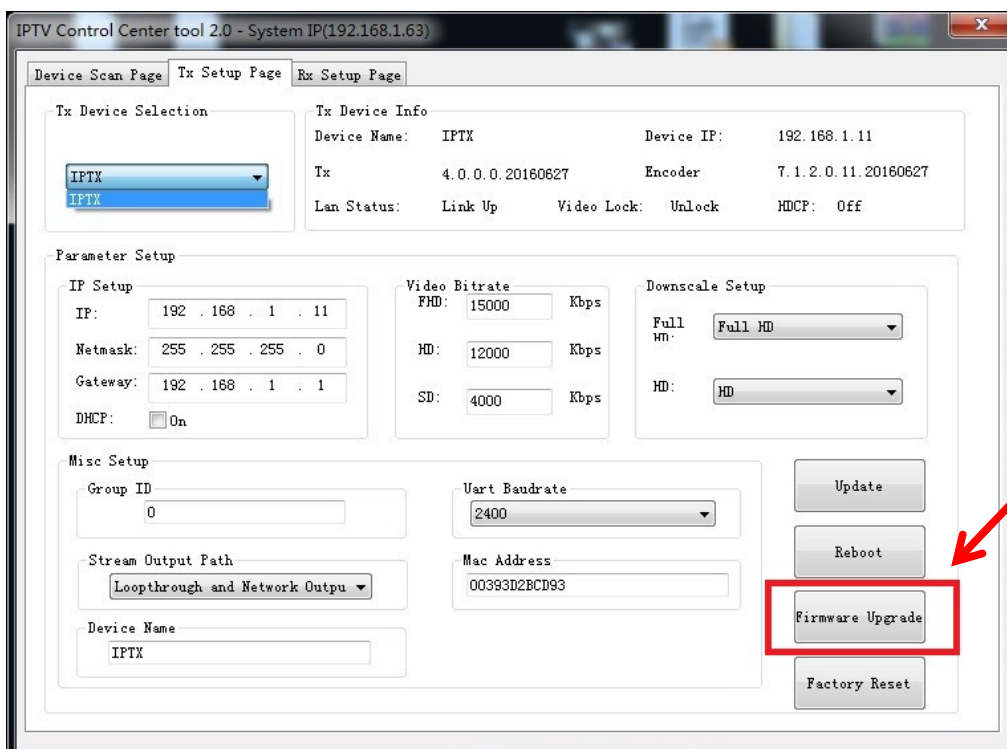 IPTV Control Center tool 2.0 - System IP(192.168.1.63)
Device Scan Page Tx Setup Page Rx Setup Page
Tx Device Selection
IPTX
IPTX
Tx Device Info
Device Name: IPTX Device IP: 192.168.1.11
Tx 4.0.0.0.20160627 Encoder 7.1.2.0.11.20160627
Lan Status: Link Up Video Lock: Unlock HDCP: Off
Parameter Setup
IP Setup
IP: 192 . 168 . 1 . 11
Netmask: 255 . 255 . 255 . 0
Gateway: 192 . 168 . 1 . 1
DHCP: On
Video Bitrate
FHD: 15000 Kbps
HD: 12000 Kbps
SD: 4000 Kbps
Downscale Setup
Full HD: Full HD
HD: HD
Misc Setup
Group ID
0
Uart Baudrate
2400
Stream Output Path
Loopthrough and Network Outpu
Mac Address
00393D2BCD93
Device Name
IPTX
Update
Reboot
Firmware Upgrade
Factory Reset